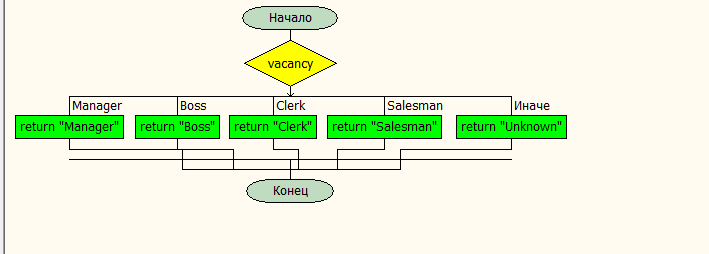 Начало
vacancy
Manager Boss Clerk Salesman Иначе
return "Manager" return "Boss" return "Clerk" return "Salesman" return "Unknown"
Конец